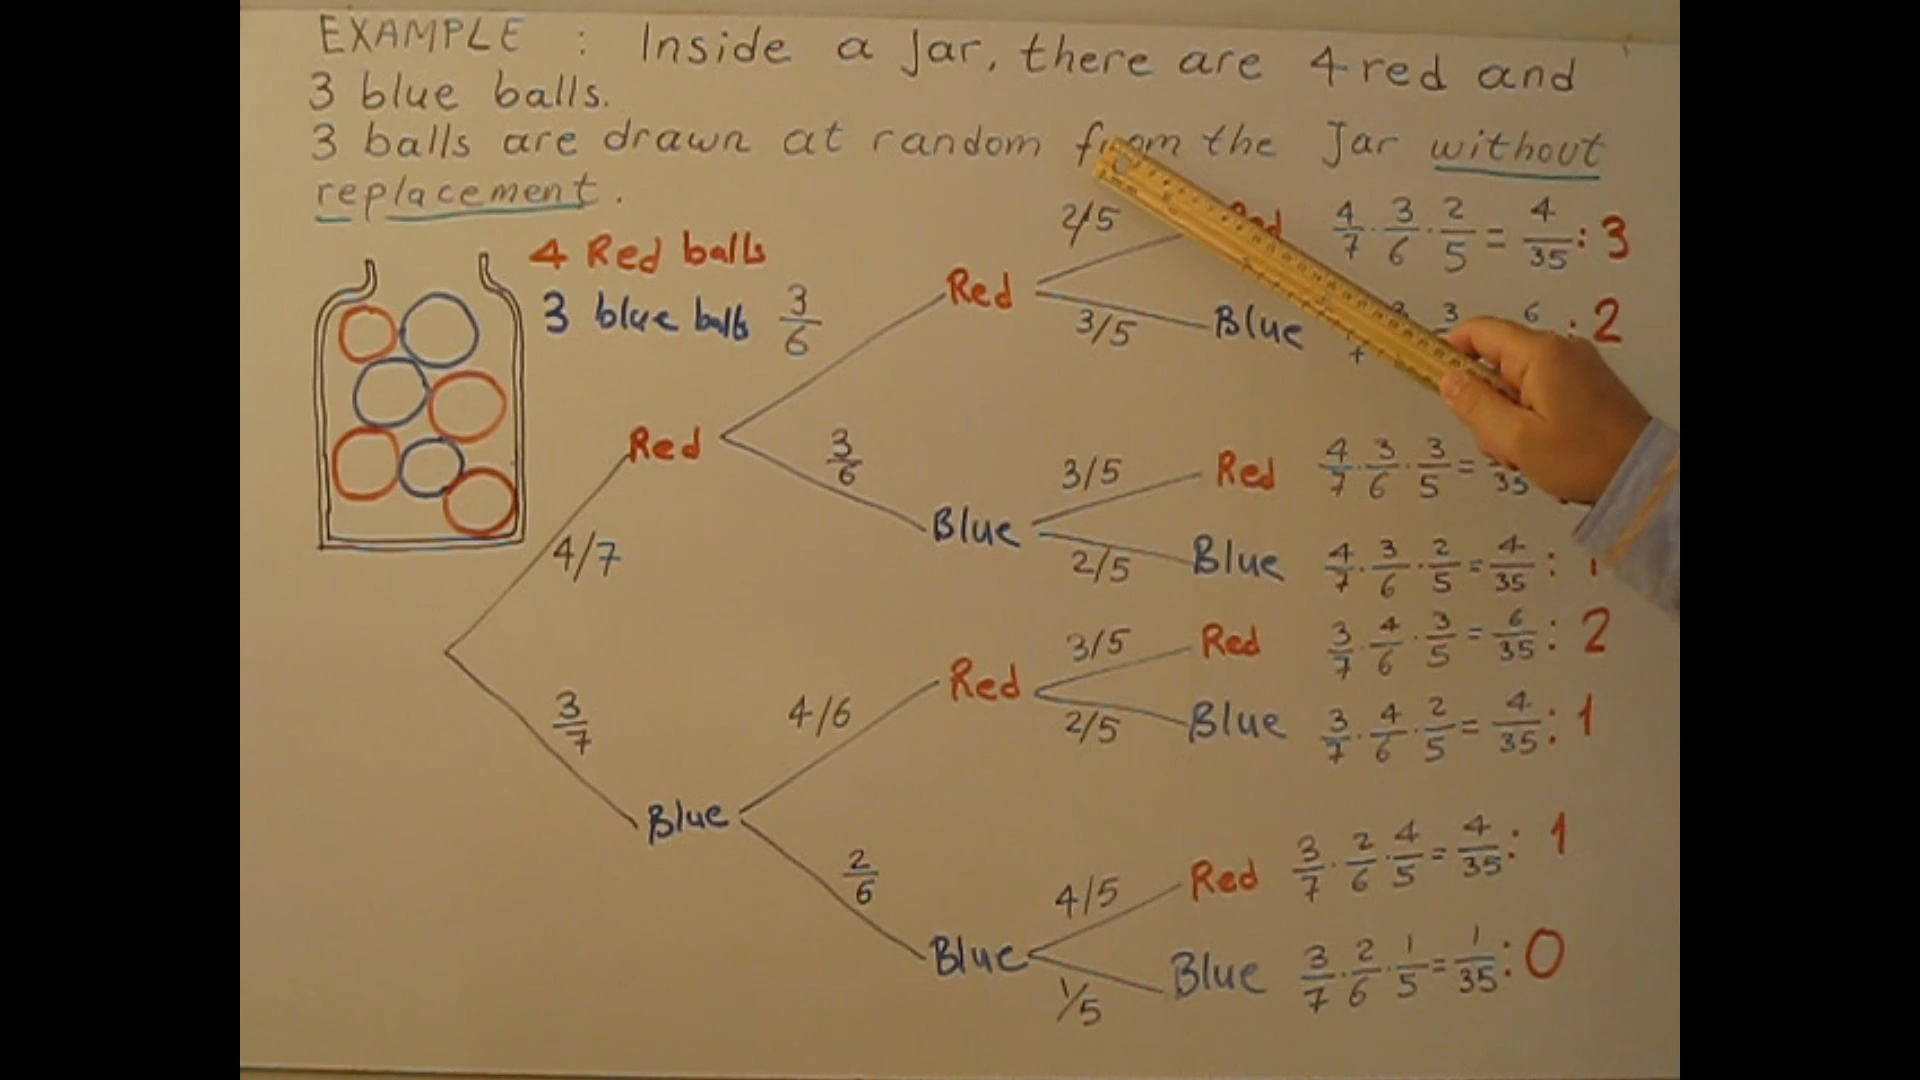 EXAMPLE : Inside a Jar, there are 4 red and
3 blue balls.
3 balls are drawn at random from the Jar without
replacement.
4 Red balls
3 blue balls
3/6
Red
2/5
Red
4/7 · 3/6 · 2/5 = 4/35 : 3
3/5
Blue
3
6
: 2
Red
4/7
3/6
Blue
3/5
Red
4/7 · 3/6 · 3/5 =
35
2/5
Blue
4/7 · 3/6 · 2/5 = 4/35 :
3/7
Blue
4/6
Red
3/5
Red
3/7 · 4/6 · 3/5 = 6/35 : 2
2/5
Blue
3/7 · 4/6 · 2/5 = 4/35 : 1
2/6
Blue
4/5
Red
3/7 · 2/6 · 4/5 = 4/35 : 1
1/5
Blue
3/7 · 2/6 · 1/5 = 1/35 : 0